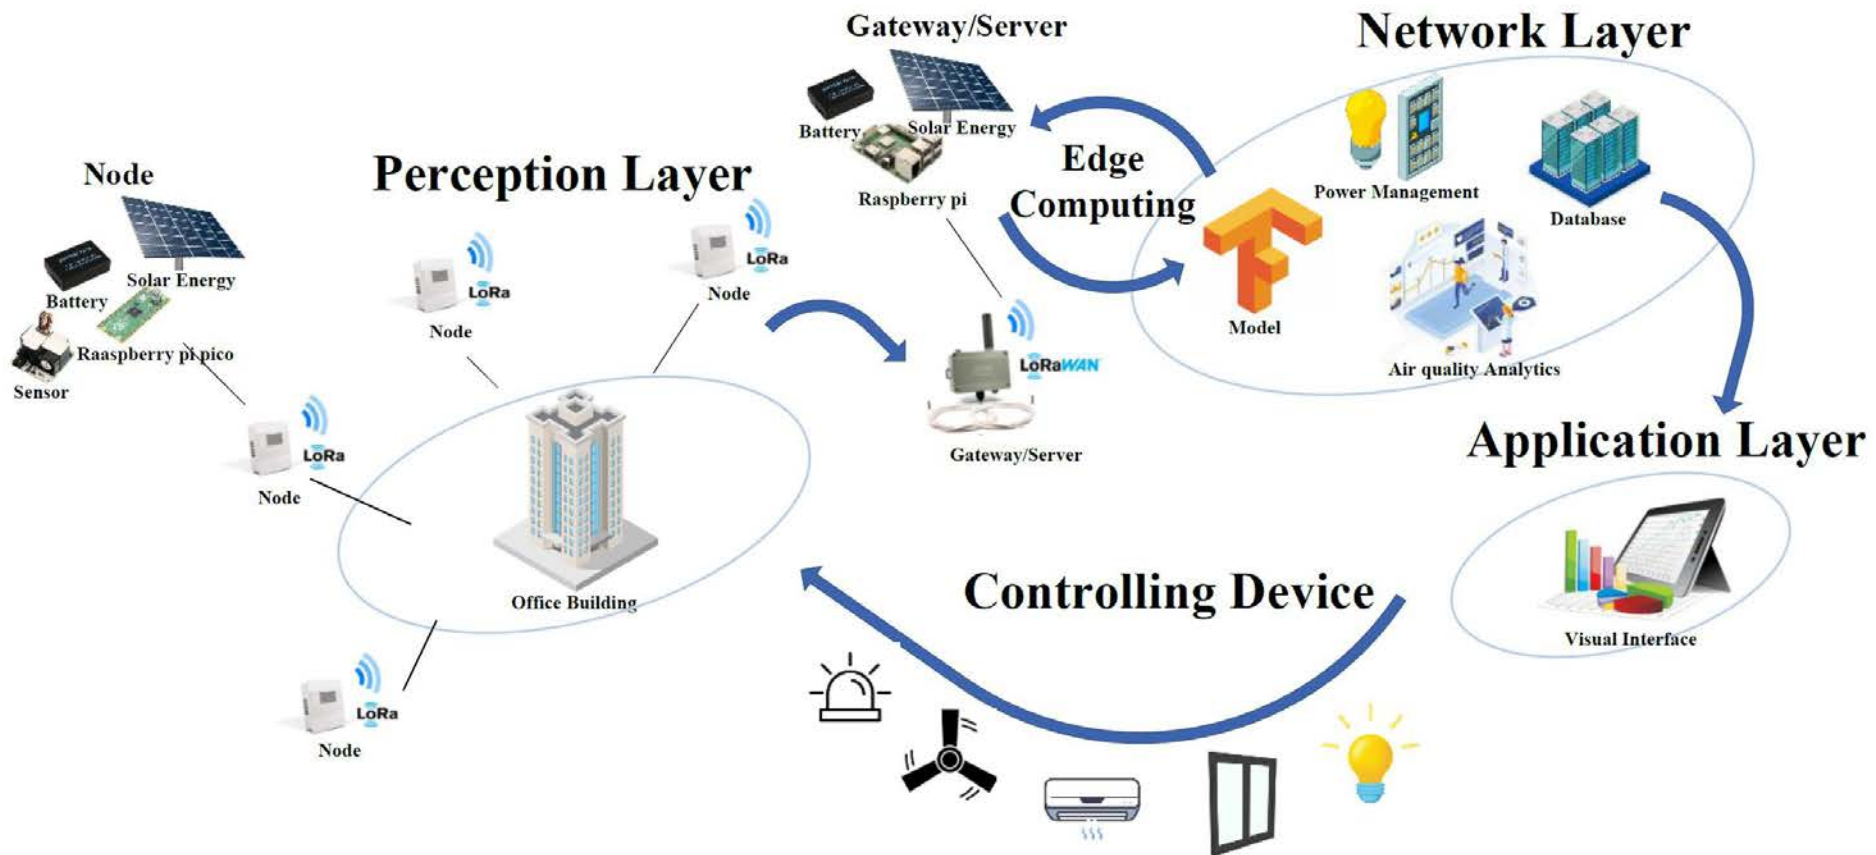 Gateway/Server
Network Layer
Battery
Solar Energy
Raspberry pi
Edge
Computing
Power Management
Database
Model
Air quality Analytics
Node
Perception Layer
Solar Energy
Battery
Raaspberry pi pico
Sensor
LoRa
Node
LoRa
Node
LoRa
Node
LoRa
Node
Office Building
LoRaWAN
Gateway/Server
Application Layer
Visual Interface
Controlling Device